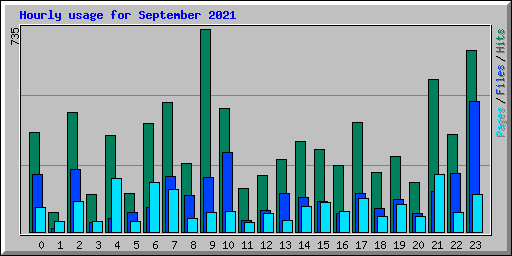 Hourly usage for September 2021
735
Pages/Files/Hits
0 1 2 3 4 5 6 7 8 9 10 11 12 13 14 15 16 17 18 19 20 21 22 23